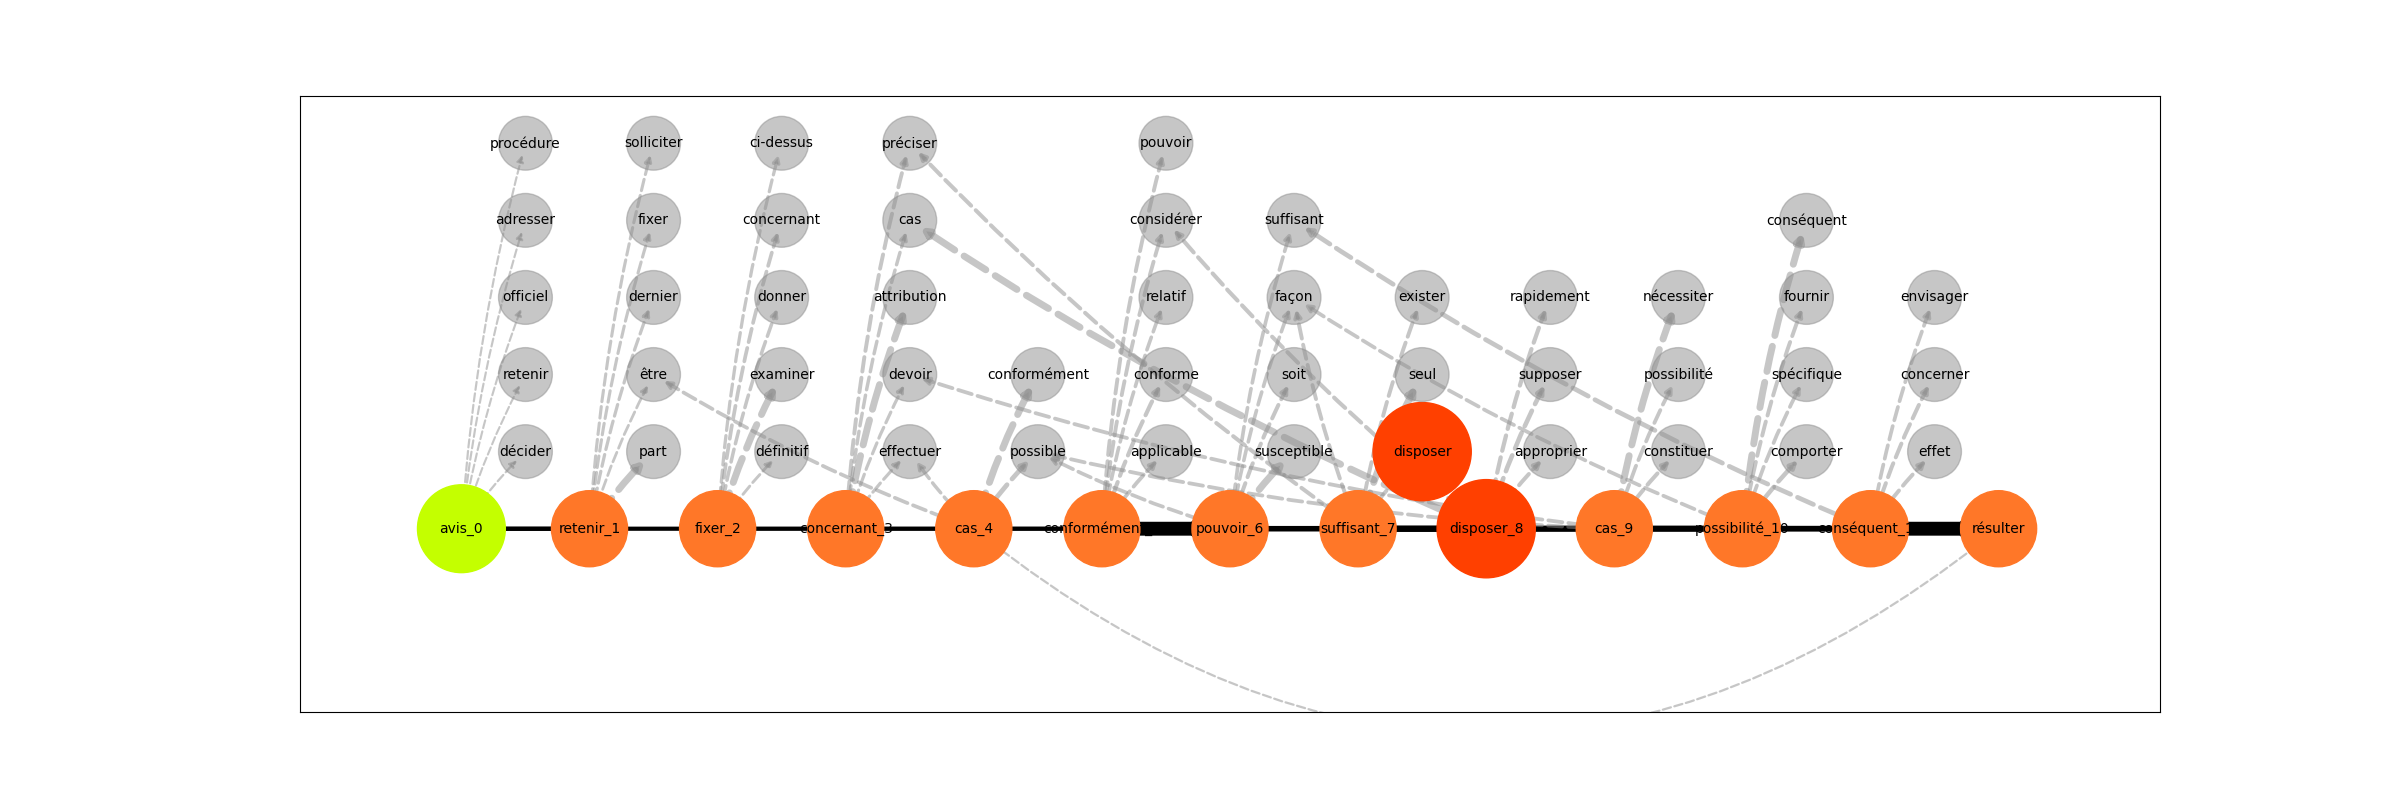 procédure solliciter ci-dessus préciser pouvoir
adresser fixer concernant cas considérer suffisant conséquent
officiel dernier donner attribution relatif façon exister rapidement nécessiter fournir envisager
retenir être examiner devoir conformément conforme soit seul supposer possibilité spécifique concerner
décider part définitif effectuer possible applicable susceptible disposer approprier constituer comporter effet
avis_0 retenir_1 fixer_2 concernant_3 cas_4 conformémen pouvoir_6 suffisant_7 disposer_8 cas_9 possibilité_10 conséquent_1 résulter